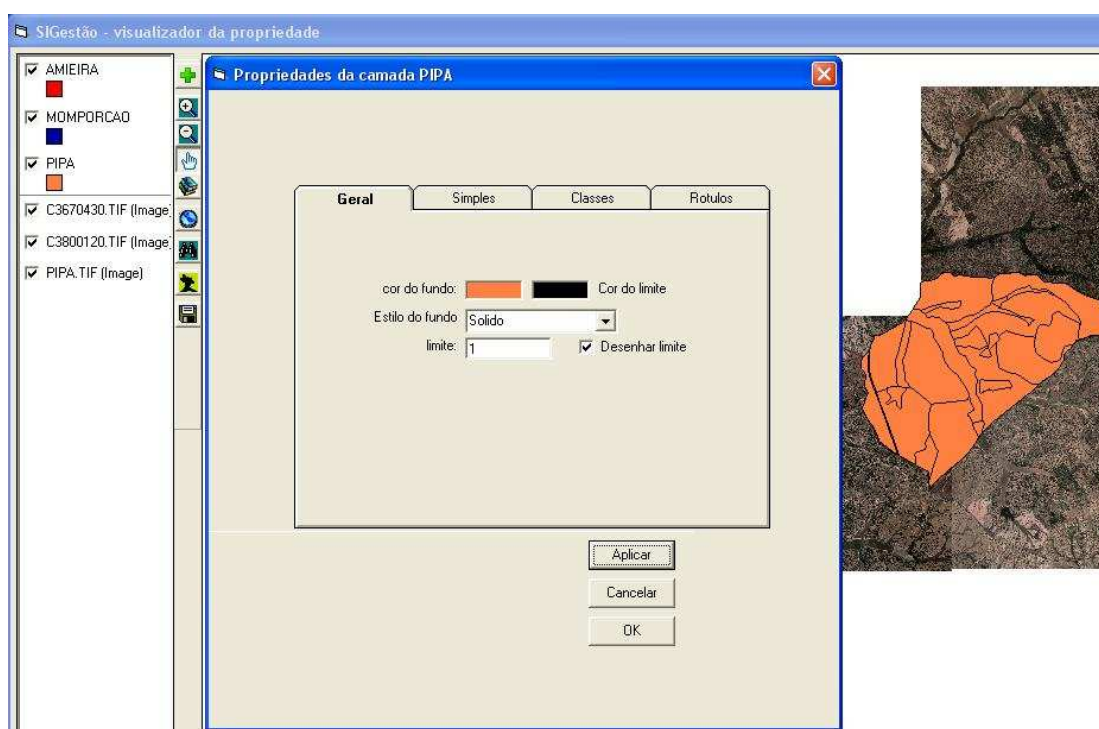 SIGestão - visualizador da propriedade
AMIEIRA
MOMPORCAO
PIPA
C3670430.TIF (Image)
C3800120.TIF (Image)
PIPA.TIF (Image)
Propriedades da camada PIPA
Geral Simples Classes Rotulos
cor do fundo: Cor do limite
Estilo do fundo Solido
limite: 1 Desenhar limite
Aplicar
Cancelar
OK